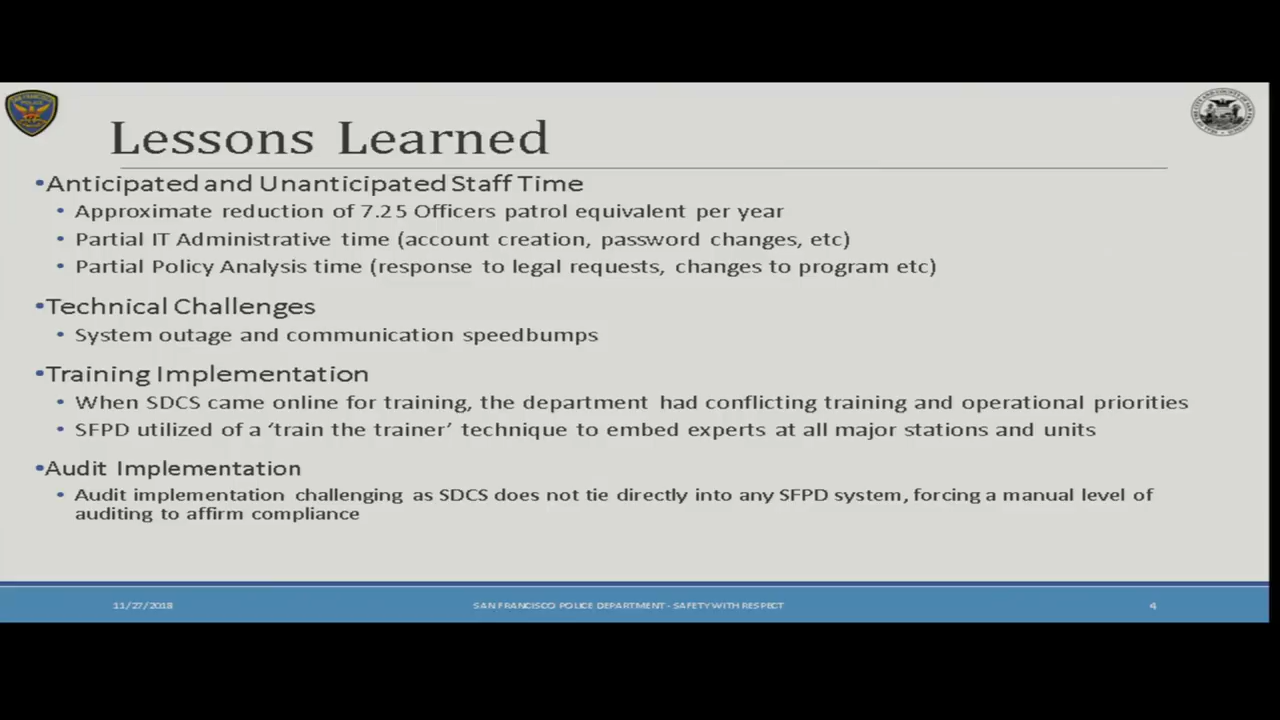 Lessons Learned
•Anticipated and Unanticipated Staff Time
• Approximate reduction of 7.25 Officers patrol equivalent per year
• Partial IT Administrative time (account creation, password changes, etc)
• Partial Policy Analysis time (response to legal requests, changes to program etc)
•Technical Challenges
• System outage and communication speedbumps
•Training Implementation
• When SDCS came online for training, the department had conflicting training and operational priorities
• SFPD utilized of a ‘train the trainer’ technique to embed experts at all major stations and units
•Audit Implementation
• Audit implementation challenging as SDCS does not tie directly into any SFPD system, forcing a manual level of
auditing to affirm compliance
11/27/2018
SAN FRANCISCO POLICE DEPARTMENT - SAFETY WITH RESPECT
4